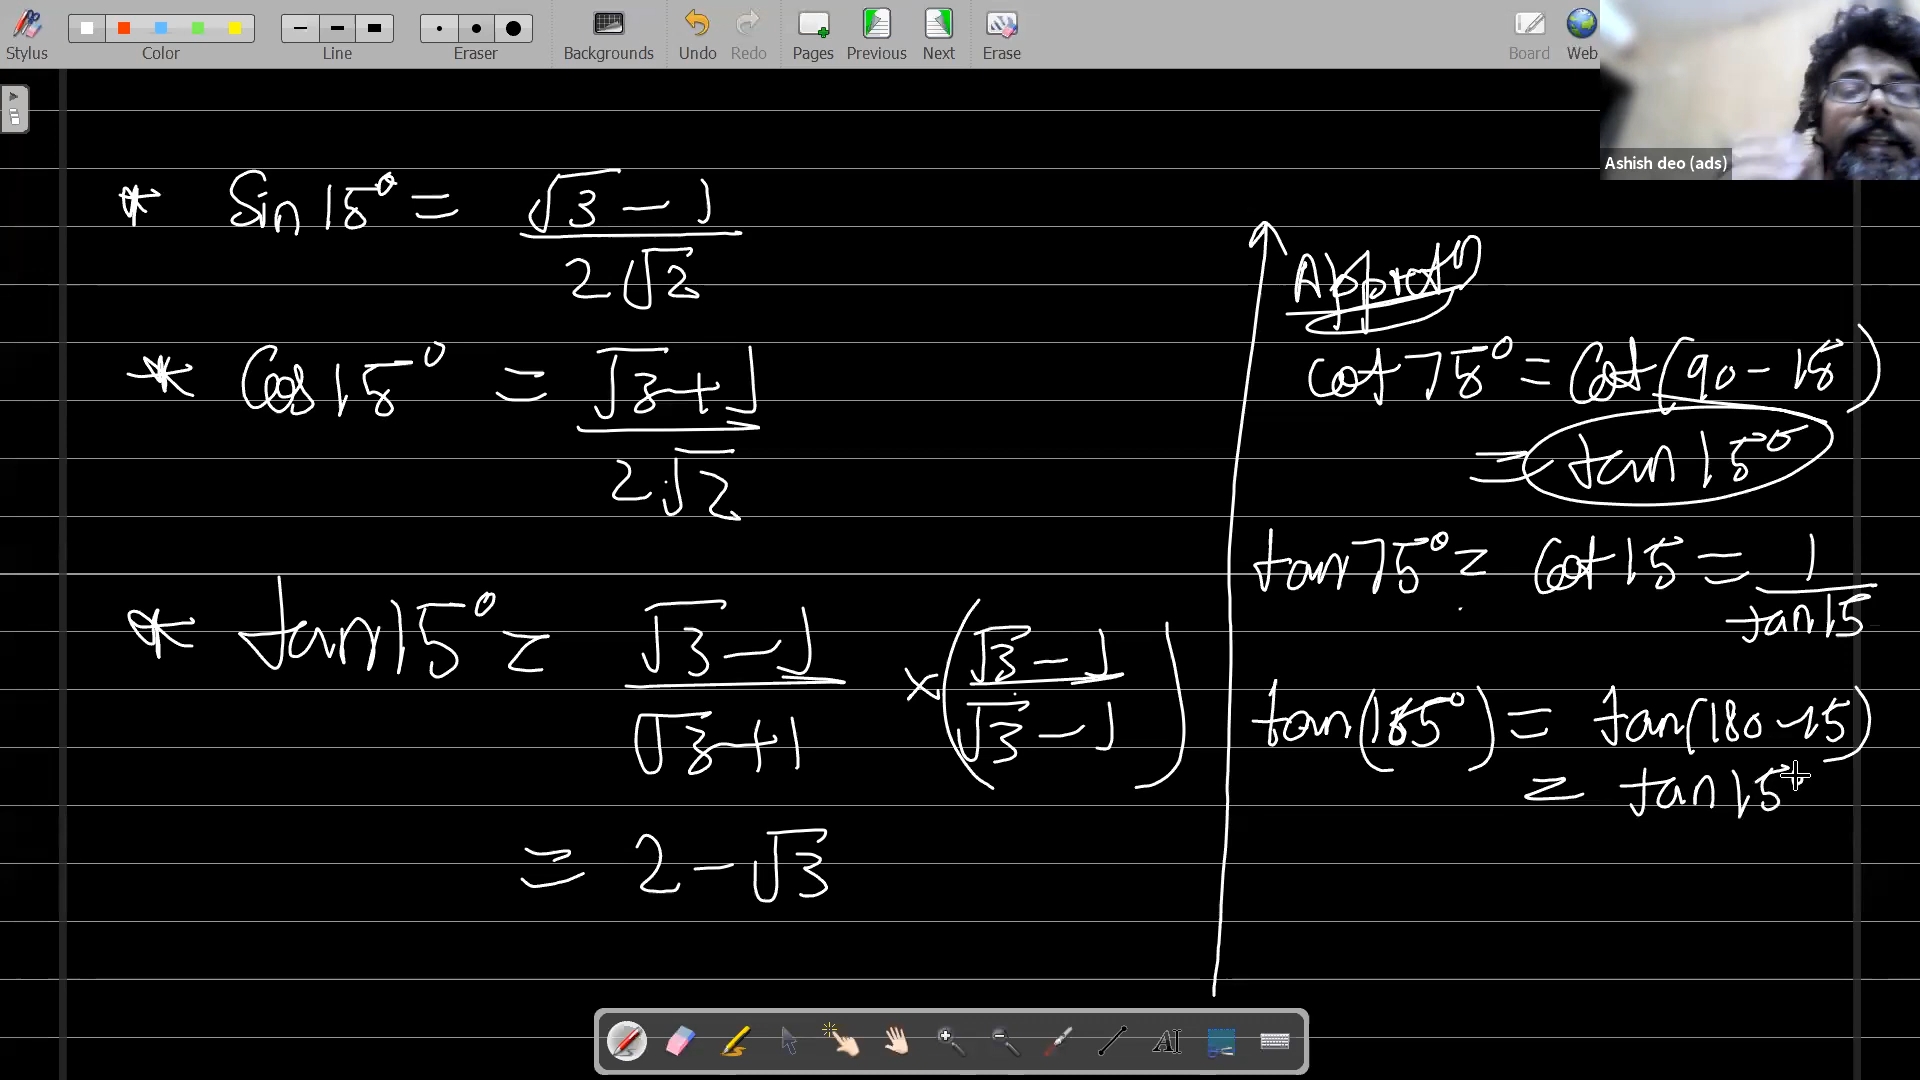 Stylus Color Line Eraser Backgrounds Undo Redo Pages Previous Next Erase Board Web
Ashish deo (ads)
* Sin 15° = √3 - 1
2√2
* Cos 15° = √3 + 1
2√2
* tan 15° = √3 - 1 × (√3 - 1
√3 + 1 √3 - 1)
= 2 - √3
cot 75° = Cot (90 - 15)
= tan 15°
tan 75° = Cot 15 = 1
tan 15
tan (165°) = tan (180 - 15)
= tan 15°